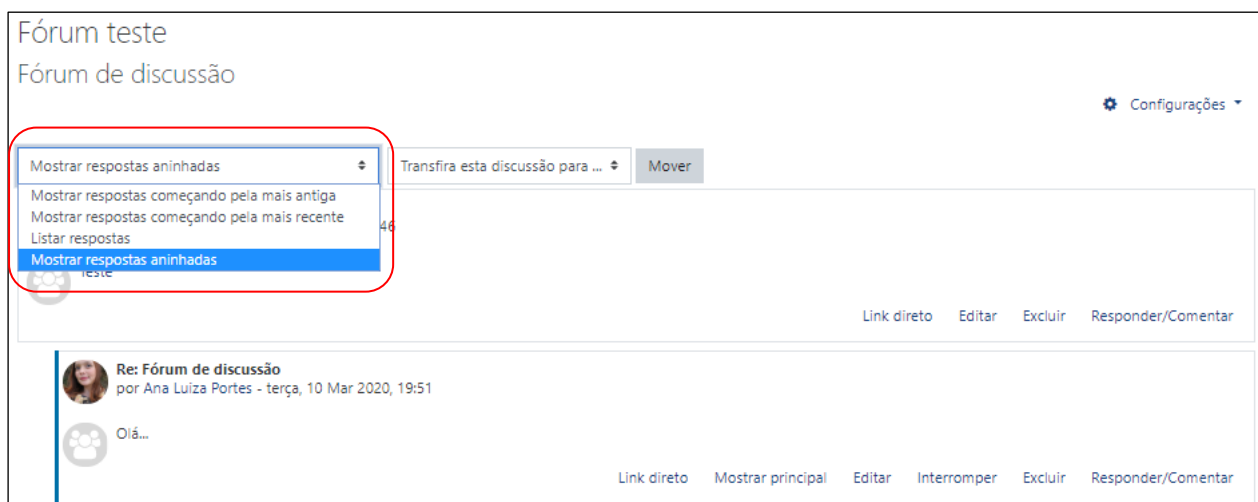 Fórum teste
Fórum de discussão
Configurações
Mostrar respostas aninhadas
Transfira esta discussão para ...
Mover
Mostrar respostas começando pela mais antiga
Mostrar respostas começando pela mais recente
46
Listar respostas
Mostrar respostas aninhadas
Teste
Link direto Editar Excluir Responder/Comentar
Re: Fórum de discussão
por Ana Luiza Portes - terça, 10 Mar 2020, 19:51
Olá...
Link direto Mostrar principal Editar Interromper Excluir Responder/Comentar